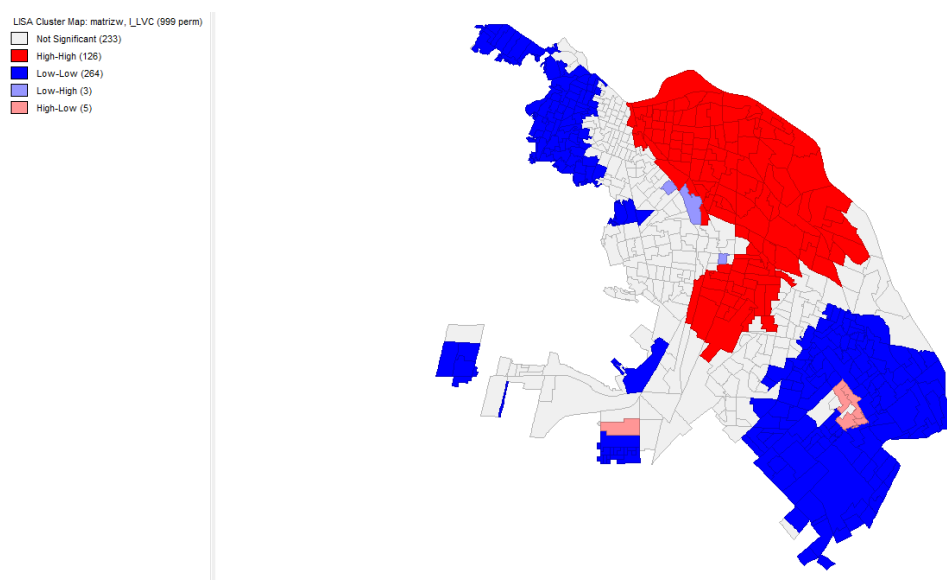 LISA Cluster Map: matrizw, I_LVC (999 perm)
Not Significant (233)
High-High (126)
Low-Low (264)
Low-High (3)
High-Low (5)